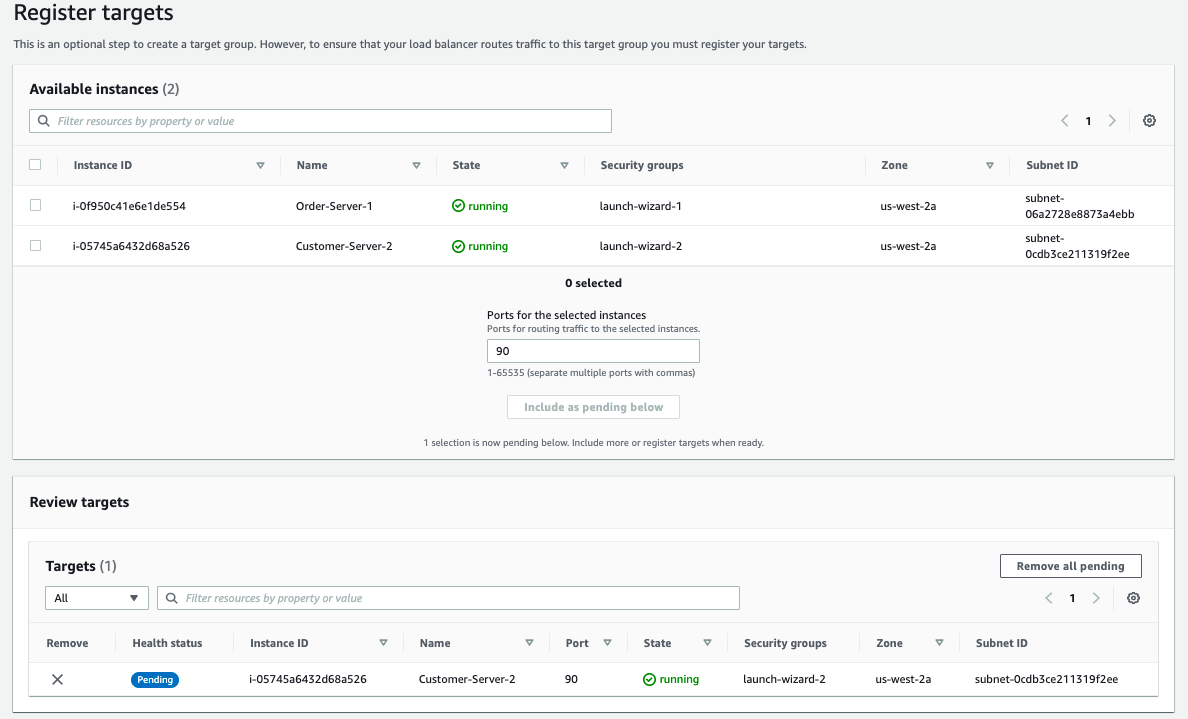 Register targets
This is an optional step to create a target group. However, to ensure that your load balancer routes traffic to this target group you must register your targets.
Available instances (2)
Filter resources by property or value
1
Instance ID Name State Security groups Zone Subnet ID
i-0f950c41e6e1de554 Order-Server-1 running launch-wizard-1 us-west-2a subnet-
06a2728e8873a4ebb
i-05745a6432d68a526 Customer-Server-2 running launch-wizard-2 us-west-2a subnet-
0cdb3ce211319f2ee
0 selected
Ports for the selected instances
Ports for routing traffic to the selected instances.
90
1-65535 (separate multiple ports with commas)
Include as pending below
1 selection is now pending below. Include more or register targets when ready.
Review targets
Targets (1)
Remove all pending
All Filter resources by property or value 1
Remove Health status Instance ID Name Port State Security groups Zone Subnet ID
Pending i-05745a6432d68a526 Customer-Server-2 90 running launch-wizard-2 us-west-2a subnet-0cdb3ce211319f2ee